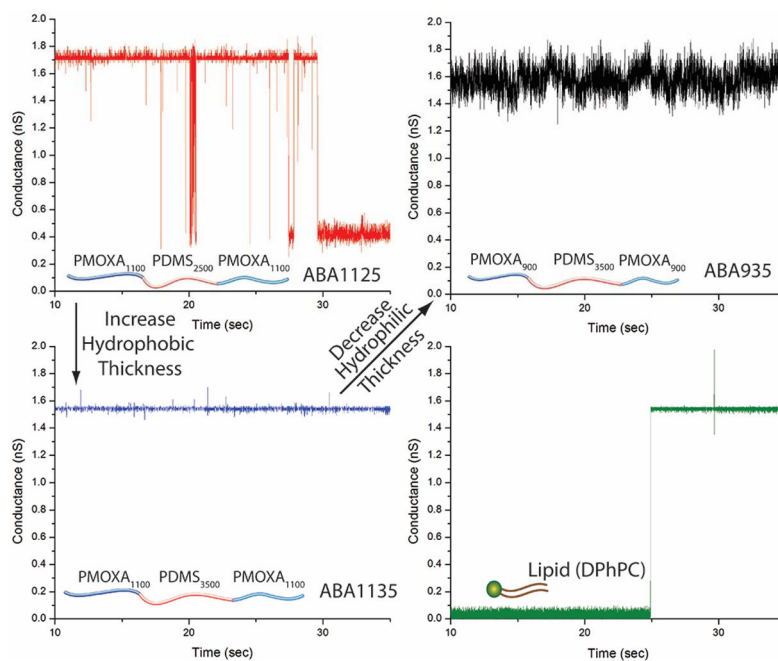 2.0
1.8
1.6
1.4
1.2
1.0
0.8
0.6
0.4
0.2
0.0
Conductance (nS)
PMOXA1100 PDMS2500 PMOXA1100
ABA1125
10 20 30
Time (sec)
2.0
1.8
1.6
1.4
1.2
1.0
0.8
0.6
0.4
0.2
0.0
Conductance (nS)
PMOXA900 PDMS3500 PMOXA900
ABA935
10 20 30
Time (sec)
Increase
Hydrophobic
Thickness
Decrease
Hydrophilic
Thickness
2.0
1.8
1.6
1.4
1.2
1.0
0.8
0.6
0.4
0.2
0.0
Conductance (nS)
PMOXA1100 PDMS3500 PMOXA1100
ABA1135
10 20 30
Time (sec)
2.0
1.8
1.6
1.4
1.2
1.0
0.8
0.6
0.4
0.2
0.0
Conductance (nS)
Lipid (DPhPC)
10 20 30
Time (sec)